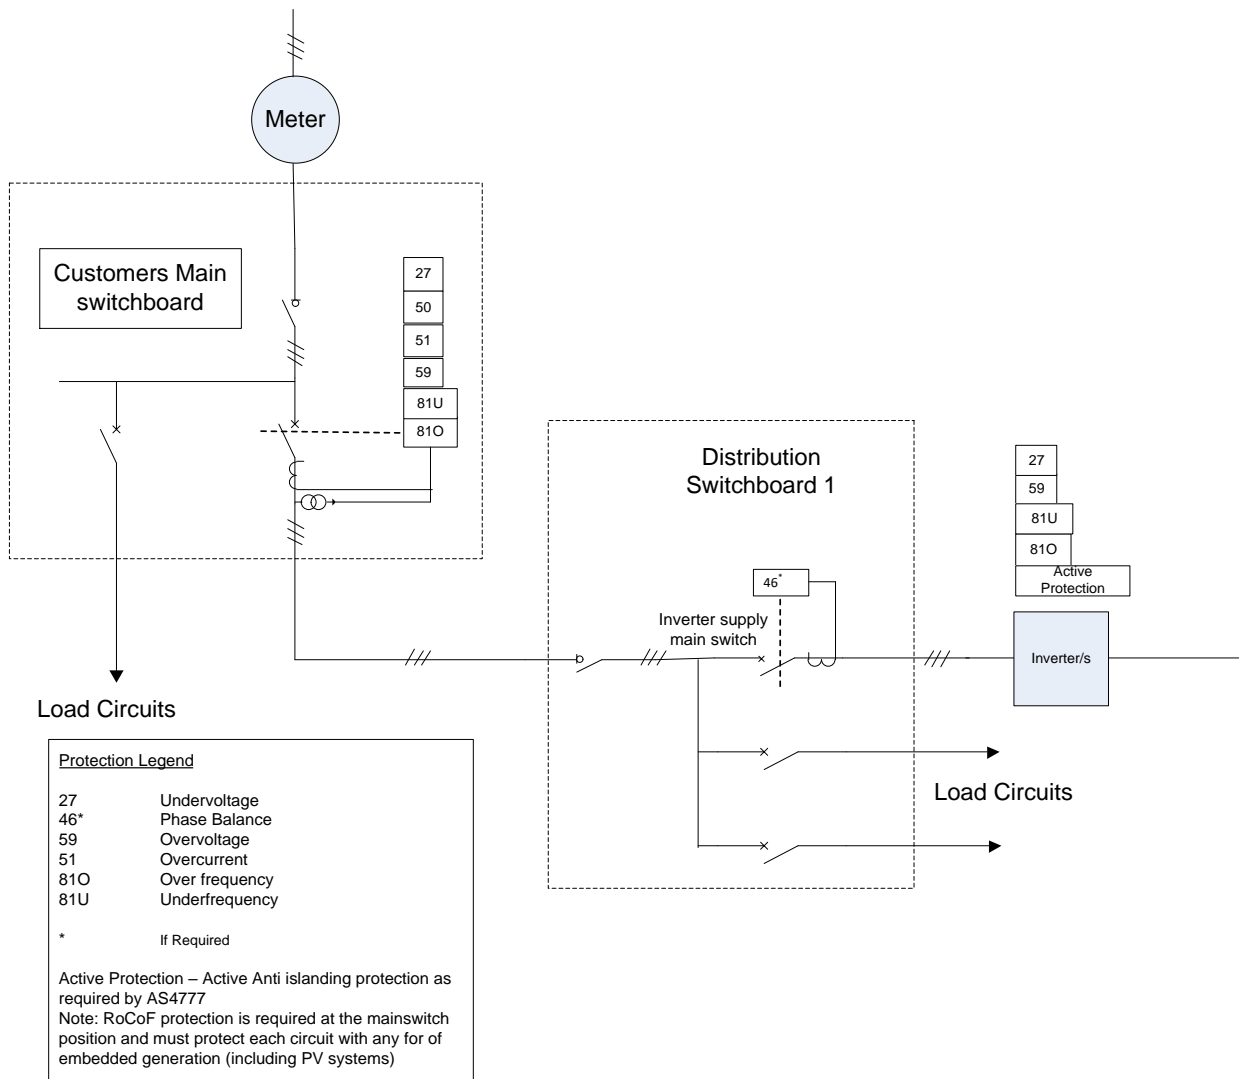 Meter
Customers Main
switchboard
27
50
51
59
81U
81O
Distribution
Switchboard 1
46*
Inverter supply
main switch
27
59
81U
81O
Active
Protection
Inverter/s
Load Circuits
Load Circuits
Protection Legend
27 Undervoltage
46* Phase Balance
59 Overvoltage
51 Overcurrent
81O Over frequency
81U Underfrequency
* If Required
Active Protection – Active Anti islanding protection as
required by AS4777
Note: RoCoF protection is required at the mainswitch
position and must protect each circuit with any for of
embedded generation (including PV systems)